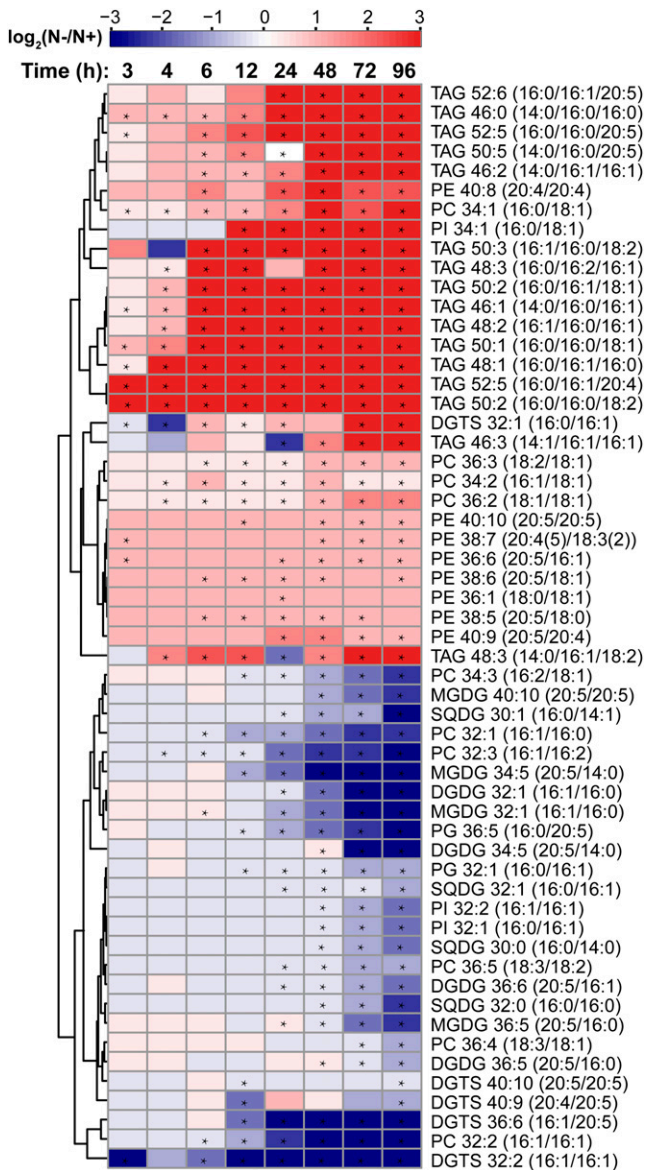 −3 −2 −1 0 1 2 3
log2(N-/N+)
Time (h): 3 4 6 12 24 48 72 96
TAG 52:6 (16:0/16:1/20:5)
TAG 46:0 (14:0/16:0/16:0)
TAG 52:5 (16:0/16:0/20:5)
TAG 50:5 (14:0/16:0/20:5)
TAG 46:2 (14:0/16:1/16:1)
PE 40:8 (20:4/20:4)
PC 34:1 (16:0/18:1)
PI 34:1 (16:0/18:1)
TAG 50:3 (16:1/16:0/18:2)
TAG 48:3 (16:0/16:2/16:1)
TAG 50:2 (16:0/16:1/18:1)
TAG 46:1 (14:0/16:0/16:1)
TAG 48:2 (16:1/16:0/16:1)
TAG 50:1 (16:0/16:0/18:1)
TAG 48:1 (16:0/16:1/16:0)
TAG 52:5 (16:0/16:1/20:4)
TAG 50:2 (16:0/16:0/18:2)
DGTS 32:1 (16:0/16:1)
TAG 46:3 (14:1/16:1/16:1)
PC 36:3 (18:2/18:1)
PC 34:2 (16:1/18:1)
PC 36:2 (18:1/18:1)
PE 40:10 (20:5/20:5)
PE 38:7 (20:4(5)/18:3(2))
PE 36:6 (20:5/16:1)
PE 38:6 (20:5/18:1)
PE 36:1 (18:0/18:1)
PE 38:5 (20:5/18:0)
PE 40:9 (20:5/20:4)
TAG 48:3 (14:0/16:1/18:2)
PC 34:3 (16:2/18:1)
MGDG 40:10 (20:5/20:5)
SQDG 30:1 (16:0/14:1)
PC 32:1 (16:1/16:0)
PC 32:3 (16:1/16:2)
MGDG 34:5 (20:5/14:0)
DGDG 32:1 (16:1/16:0)
MGDG 32:1 (16:1/16:0)
PG 36:5 (16:0/20:5)
DGDG 34:5 (20:5/14:0)
PG 32:1 (16:0/16:1)
SQDG 32:1 (16:0/16:1)
PI 32:2 (16:1/16:1)
PI 32:1 (16:0/16:1)
SQDG 30:0 (16:0/14:0)
PC 36:5 (18:3/18:2)
DGDG 36:6 (20:5/16:1)
SQDG 32:0 (16:0/16:0)
MGDG 36:5 (20:5/16:0)
PC 36:4 (18:3/18:1)
DGDG 36:5 (20:5/16:0)
DGTS 40:10 (20:5/20:5)
DGTS 40:9 (20:4/20:5)
DGTS 36:6 (16:1/20:5)
PC 32:2 (16:1/16:1)
DGTS 32:2 (16:1/16:1)